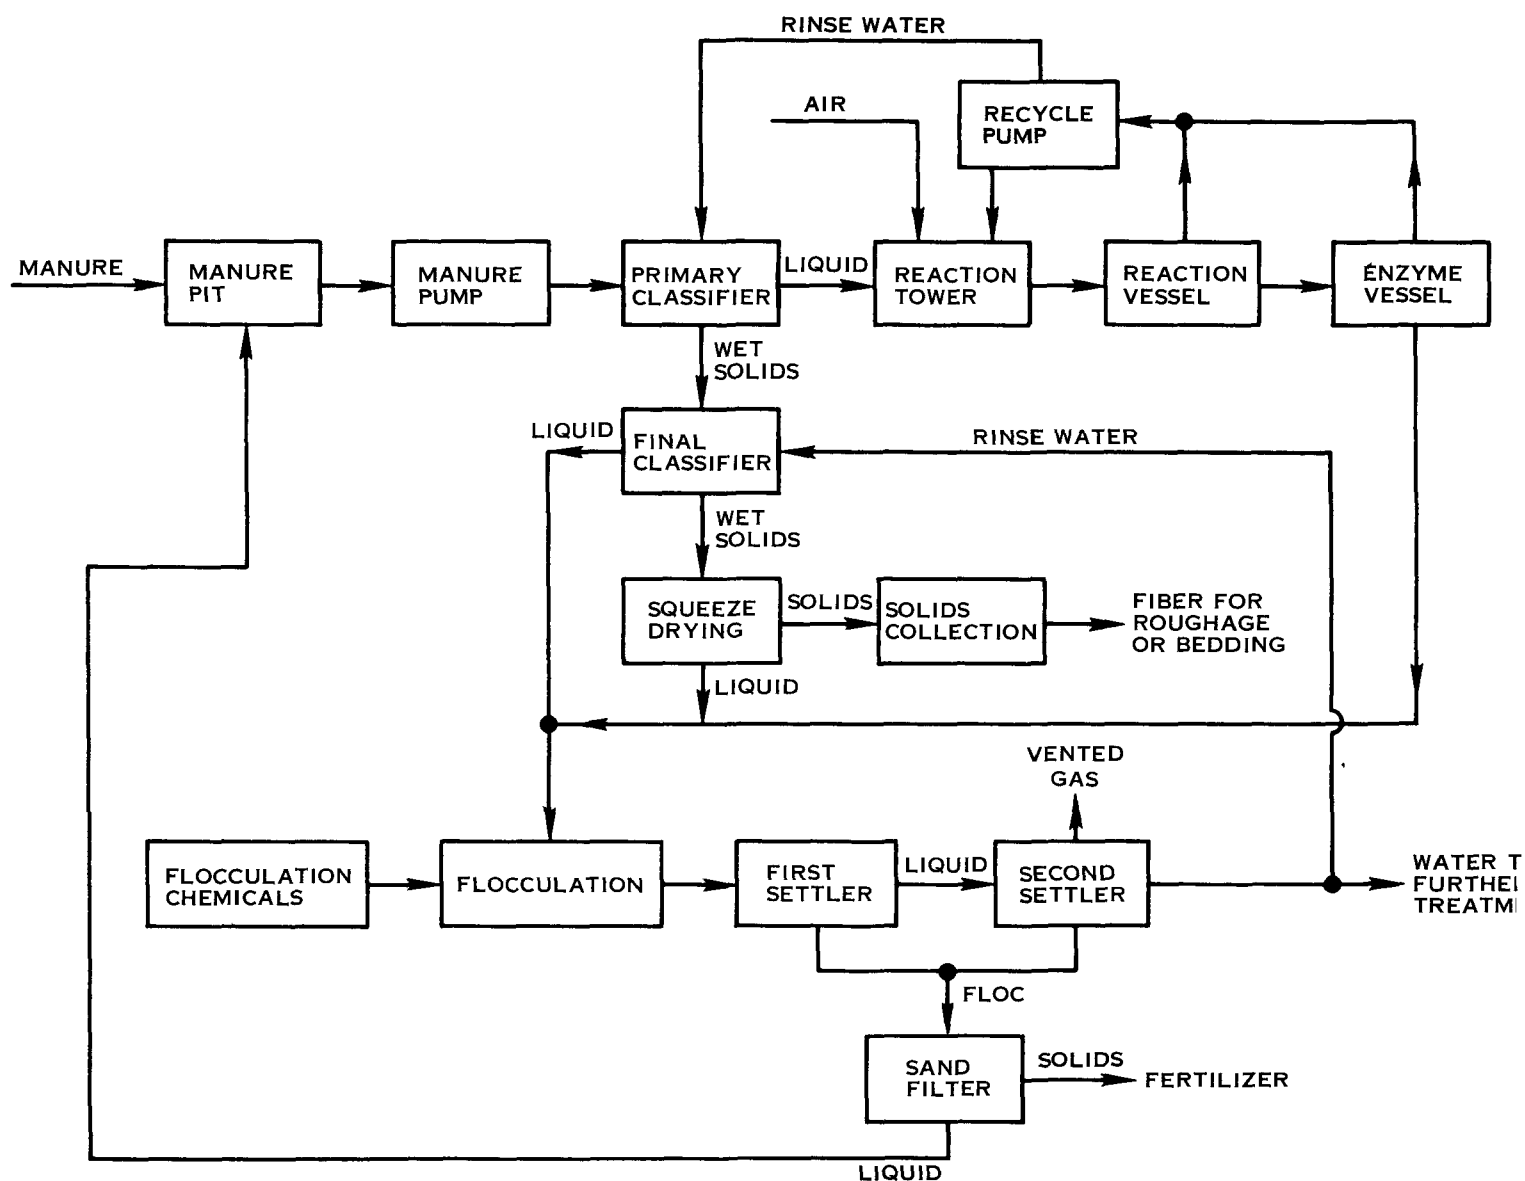 RINSE WATER
AIR
RECYCLE
PUMP
MANURE
MANURE
PIT
MANURE
PUMP
PRIMARY
CLASSIFIER
LIQUID
REACTION
TOWER
REACTION
VESSEL
ENZYME
VESSEL
WET
SOLIDS
LIQUID
FINAL
CLASSIFIER
RINSE WATER
WET
SOLIDS
SQUEEZE
DRYING
SOLIDS
SOLIDS
COLLECTION
FIBER FOR
ROUGHAGE
OR BEDDING
LIQUID
VENTED
GAS
FLOCCULATION
CHEMICALS
FLOCCULATION
FIRST
SETTLER
LIQUID
SECOND
SETTLER
WATER T
FURTHE
TREATM
FLOC
SAND
FILTER
SOLIDS
FERTILIZER
LIQUID